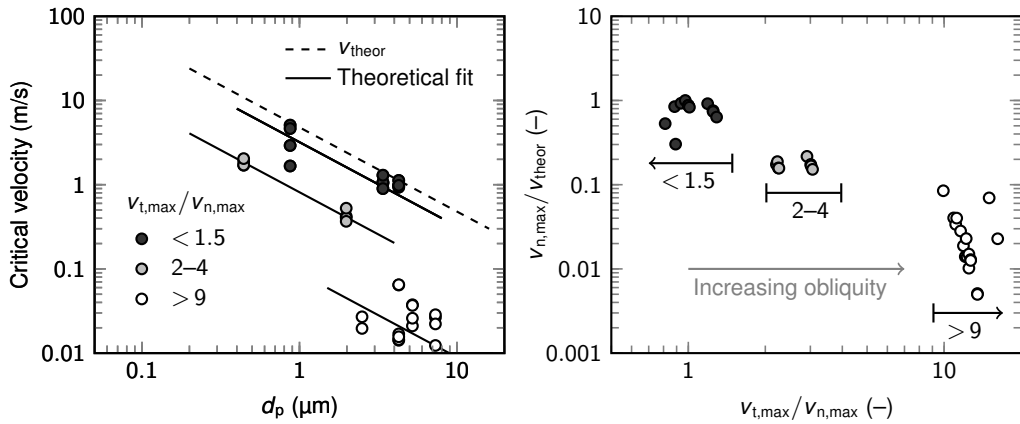 100
10
1
0.1
0.01
Critical velocity (m/s)
v_theor
Theoretical fit
v_t,max/v_n,max
< 1.5
2–4
> 9
0.1
1
10
d_p (μm)
10
1
0.1
0.01
0.001
v_n,max/v_theor (–)
< 1.5
2–4
Increasing obliquity
> 9
1
10
v_t,max/v_n,max (–)